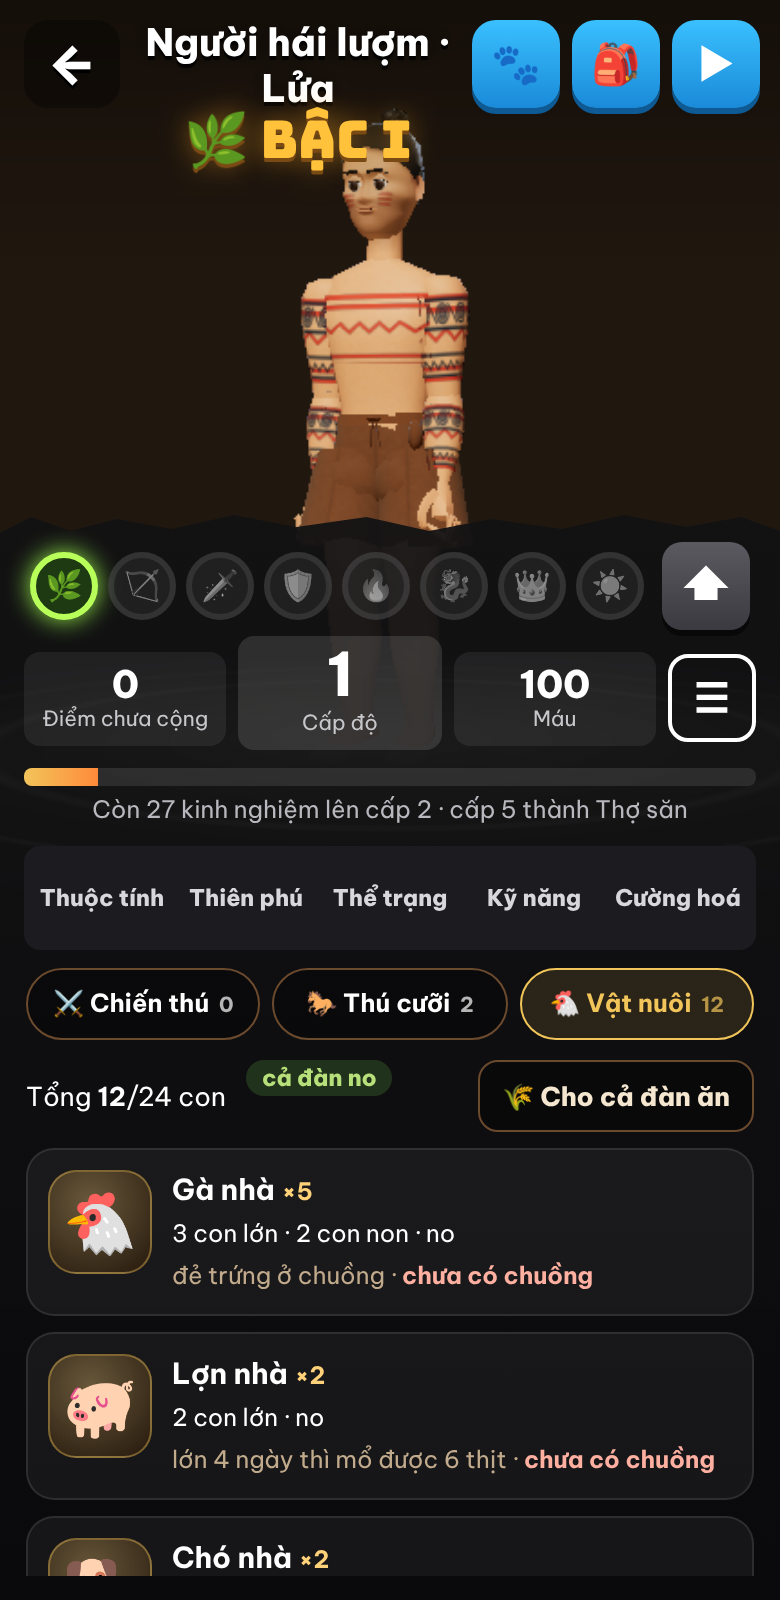 Người hái lượm ·
Lửa
BẬC I
0
Điểm chưa cộng
1
Cấp độ
100
Máu
Còn 27 kinh nghiệm lên cấp 2 · cấp 5 thành Thợ săn
Thuộc tính Thiên phú Thể trạng Kỹ năng Cường hoá
Chiến thú 0 Thú cưỡi 2 Vật nuôi 12
Tổng 12/24 con cả đàn no Cho cả đàn ăn
Gà nhà ×5
3 con lớn · 2 con non · no
đẻ trứng ở chuồng · chưa có chuồng
Lợn nhà ×2
2 con lớn · no
lớn 4 ngày thì mổ được 6 thịt · chưa có chuồng
Chó nhà ×2